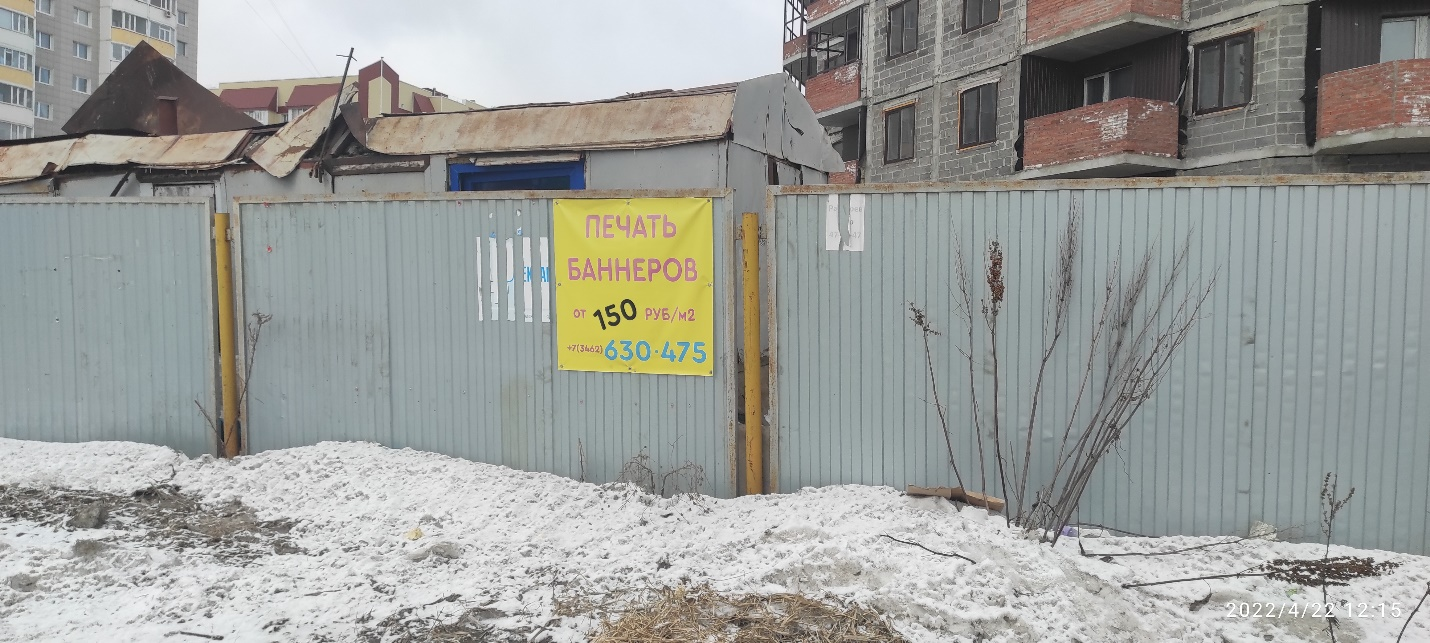 ПЕЧАТЬ
БАННЕРОВ
от 150 РУБ/м2
+7(3462)630-475
2022/4/22 12:15